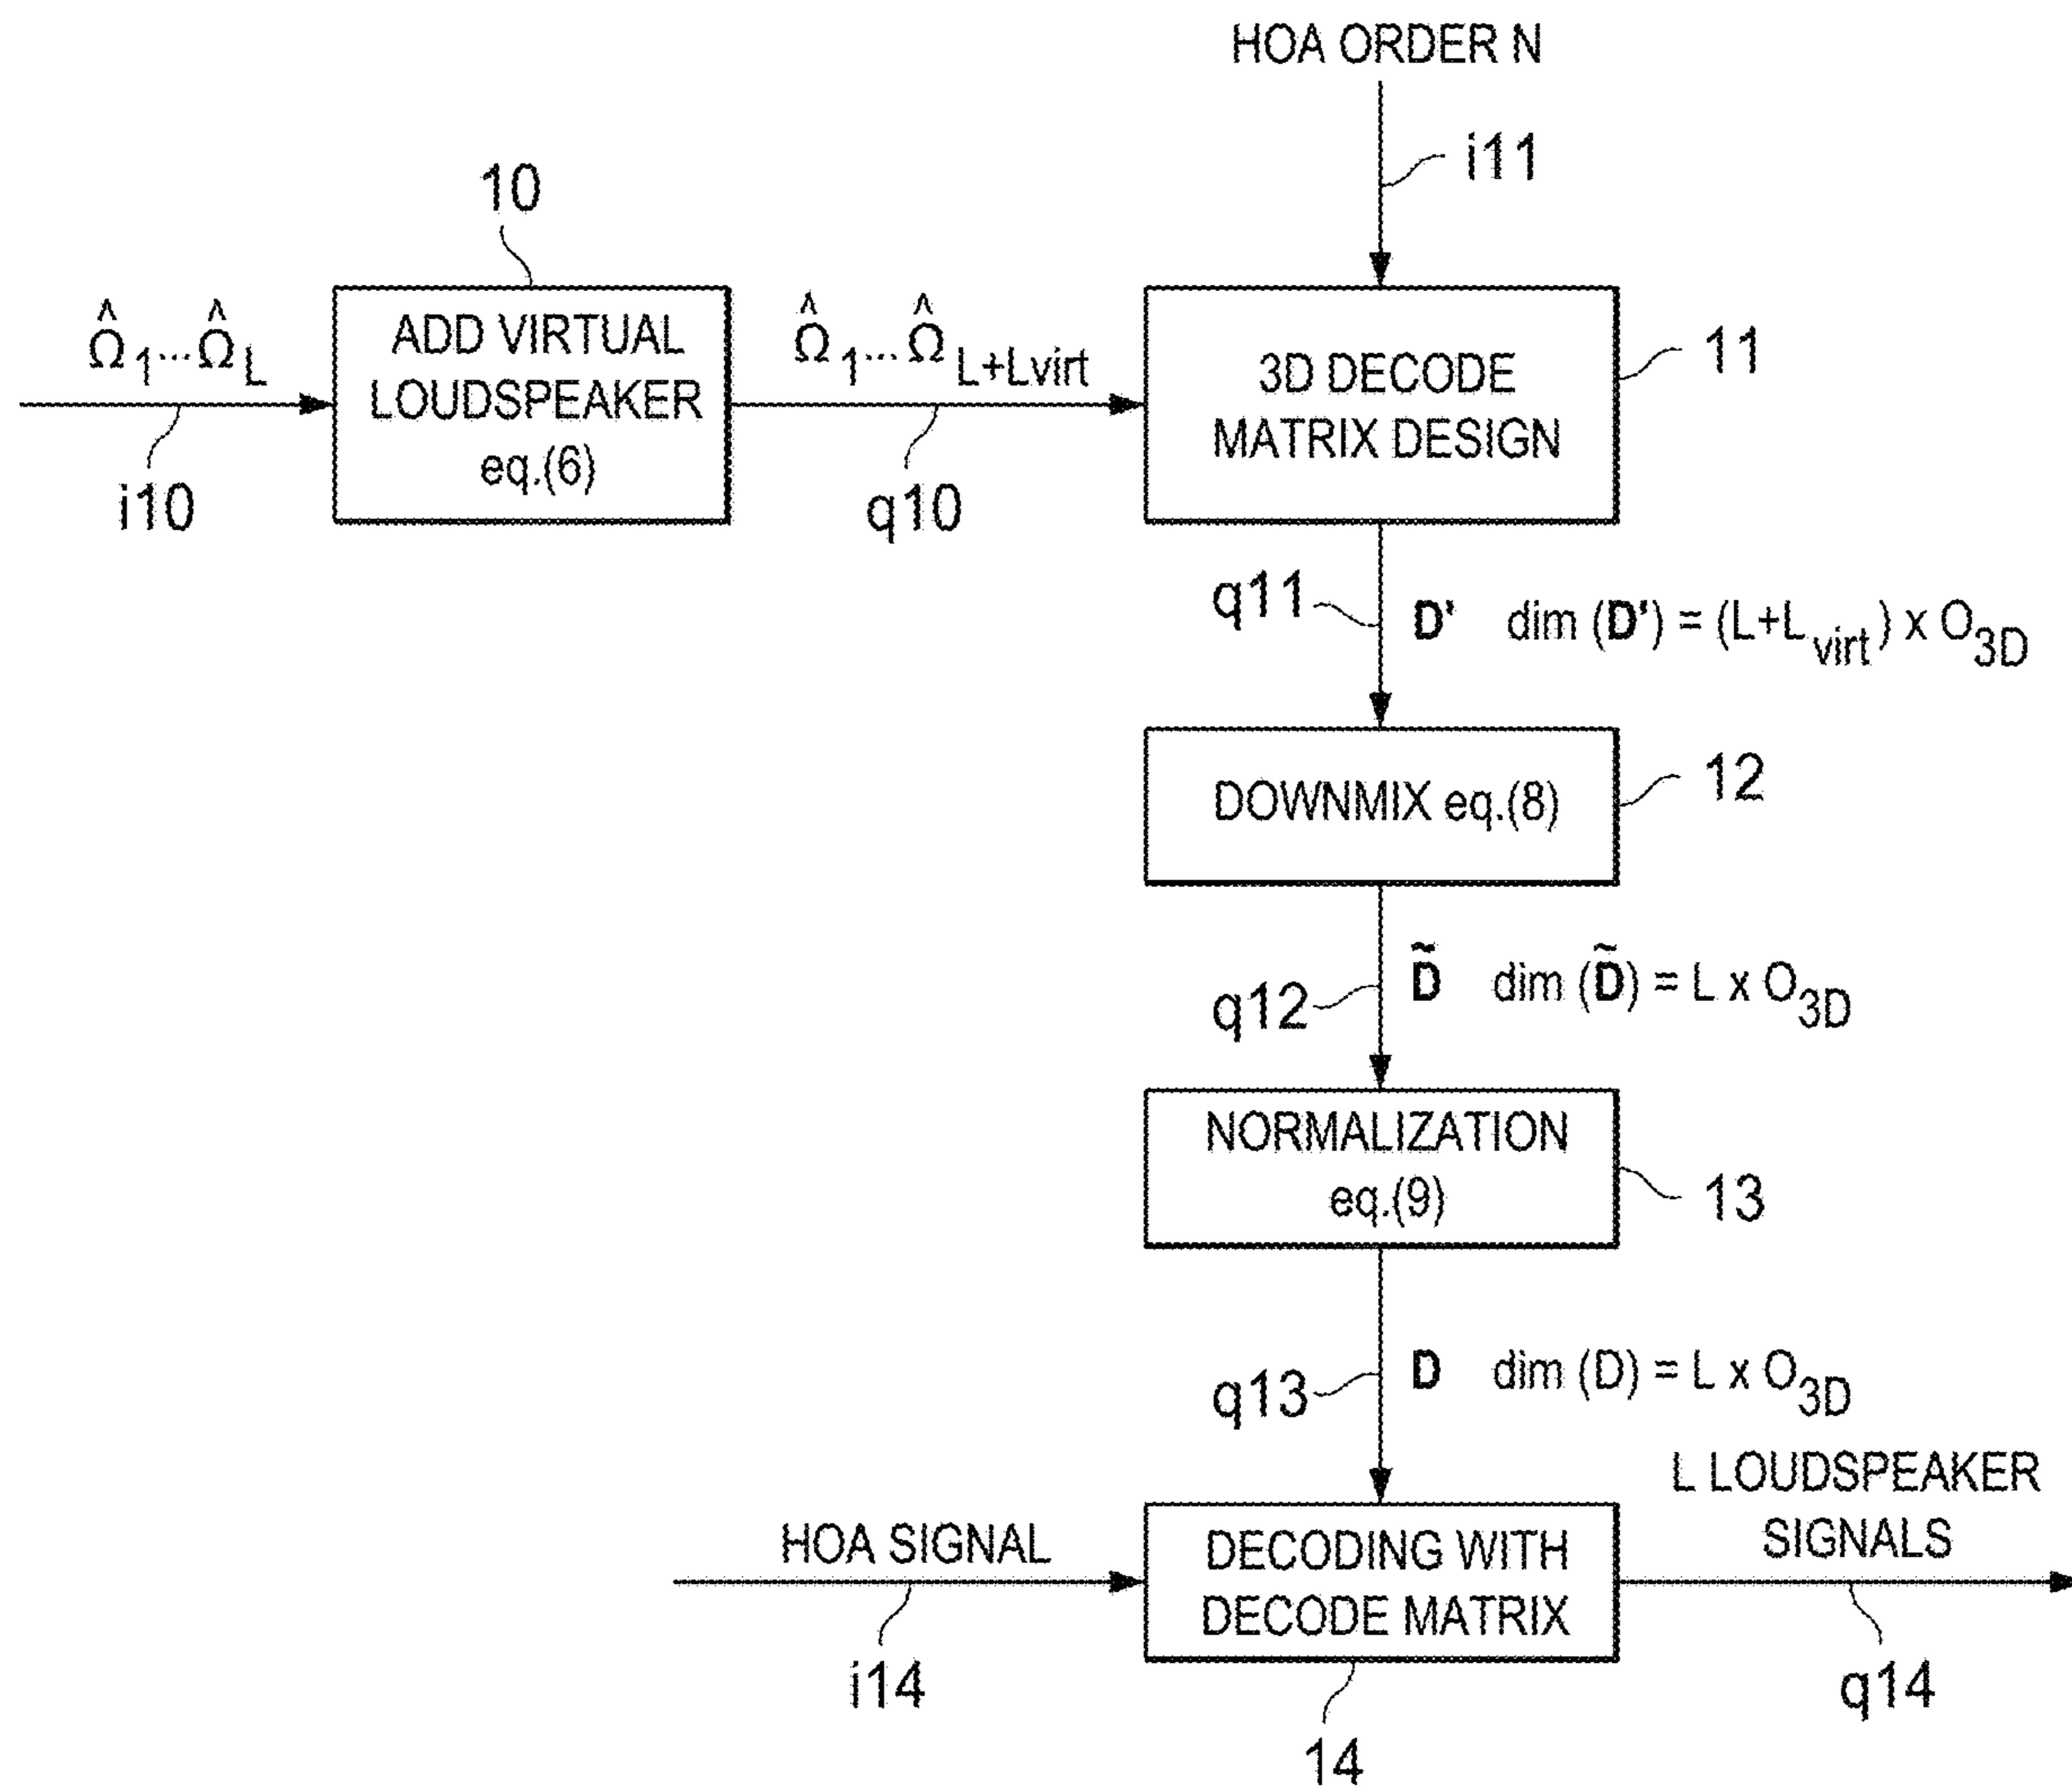 HOA ORDER N
i11
10
Ω̂1...Ω̂L
ADD VIRTUAL
LOUDSPEAKER
eq.(6)
Ω̂1...Ω̂L+Lvirt
3D DECODE
MATRIX DESIGN
11
i10
q10
q11
D' dim (D') = (L+Lvirt) x O3D
DOWNMIX eq.(8)
12
q12
D̃ dim (D̃) = L x O3D
NORMALIZATION
eq.(9)
13
q13
D dim (D) = L x O3D
L LOUDSPEAKER
SIGNALS
HOA SIGNAL
DECODING WITH
DECODE MATRIX
i14
q14
14